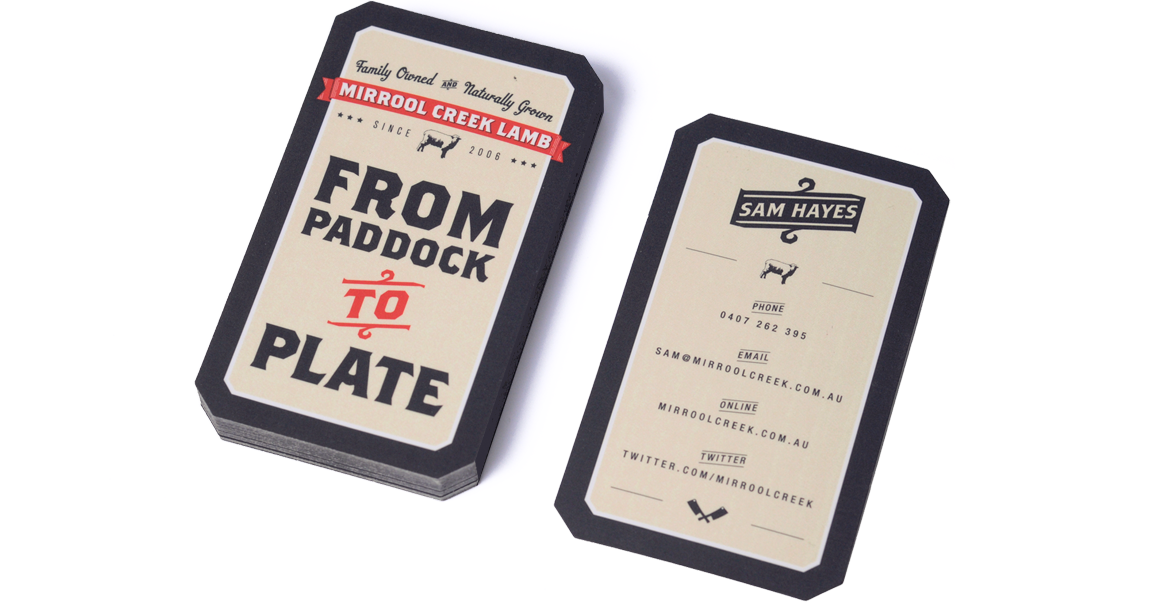 Family Owned AND Naturally Grown
MIRROOL CREEK LAMB
SINCE 2006
FROM
PADDOCK
TO
PLATE
SAM HAYES
PHONE
0407 262 395
EMAIL
SAM@MIRROOLCREEK.COM.AU
ONLINE
MIRROOLCREEK.COM.AU
TWITTER
TWITTER.COM/MIRROOLCREEK